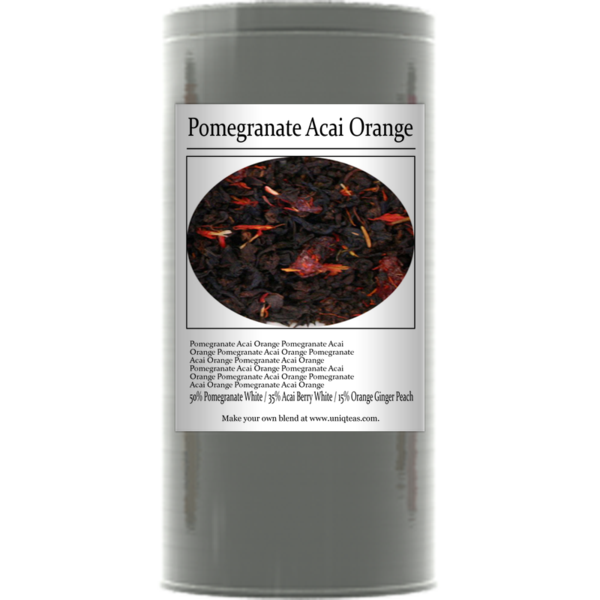 Pomegranate Acai Orange
Pomegranate Acai Orange Pomegranate Acai
Orange Pomegranate Acai Orange Pomegranate
Acai Orange Pomegranate Acai Orange
Pomegranate Acai Orange Pomegranate Acai
Orange Pomegranate Acai Orange Pomegranate
Acai Orange Pomegranate Acai Orange
50% Pomegranate White / 35% Acai Berry White / 15% Orange Ginger Peach
Make your own blend at www.uniqteas.com.